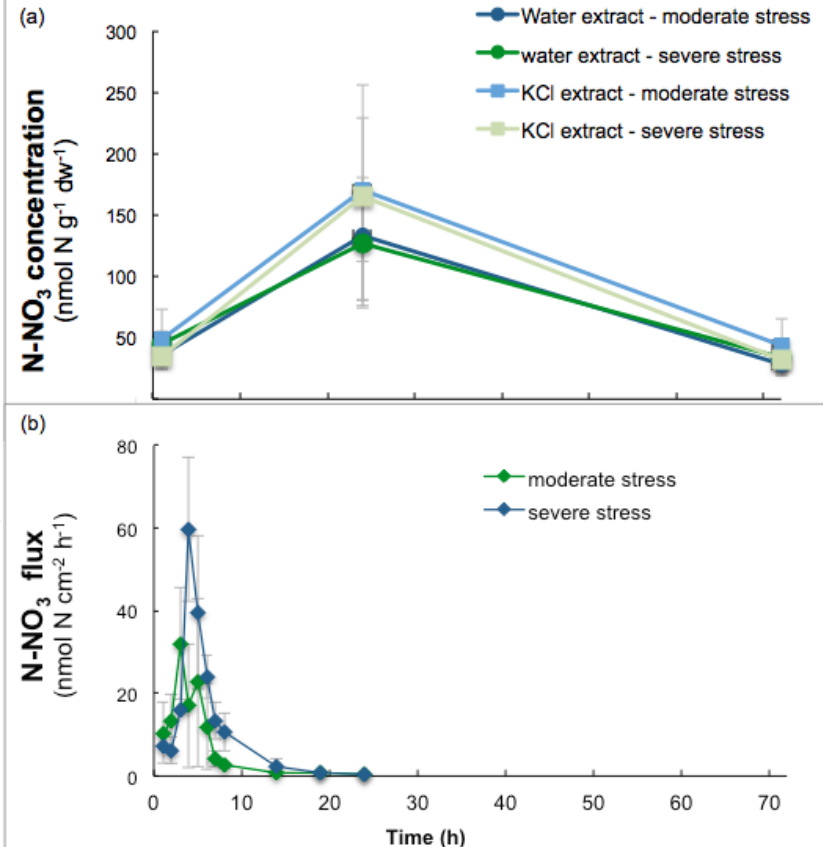 (a)
Water extract - moderate stress
water extract - severe stress
KCl extract - moderate stress
KCl extract - severe stress
N-NO₃ concentration
(nmol N g⁻¹ dw⁻¹)
300
250
200
150
100
50
(b)
moderate stress
severe stress
N-NO₃ flux
(nmol N cm⁻² h⁻¹)
80
60
40
20
0
0 10 20 30 40 50 60 70
Time (h)